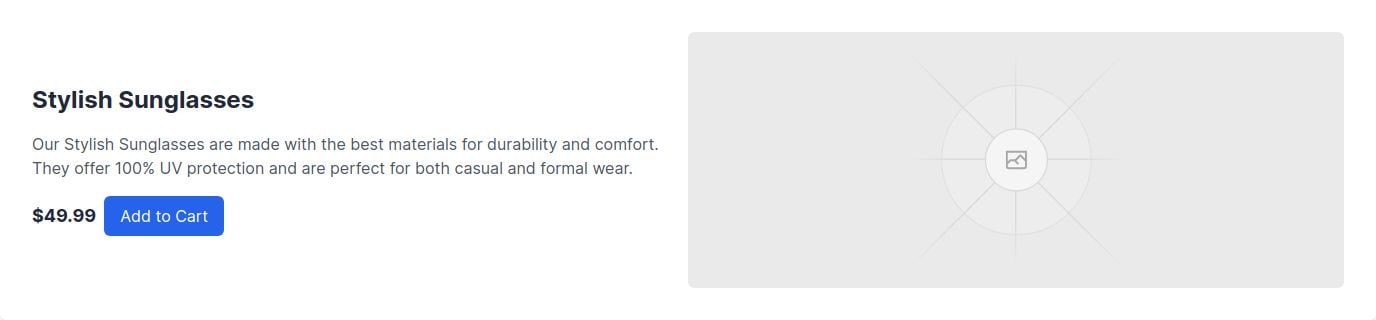 Stylish Sunglasses
Our Stylish Sunglasses are made with the best materials for durability and comfort.
They offer 100% UV protection and are perfect for both casual and formal wear.
$49.99 Add to Cart